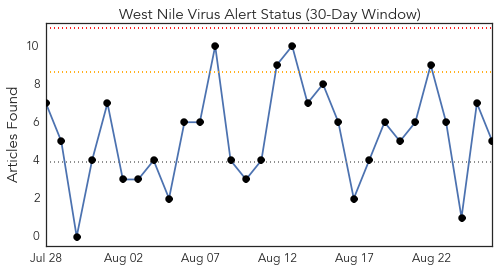 West Nile Virus Alert Status (30-Day Window)
Articles Found
10
8
6
4
2
0
Jul 28 Aug 02 Aug 07 Aug 12 Aug 17 Aug 22